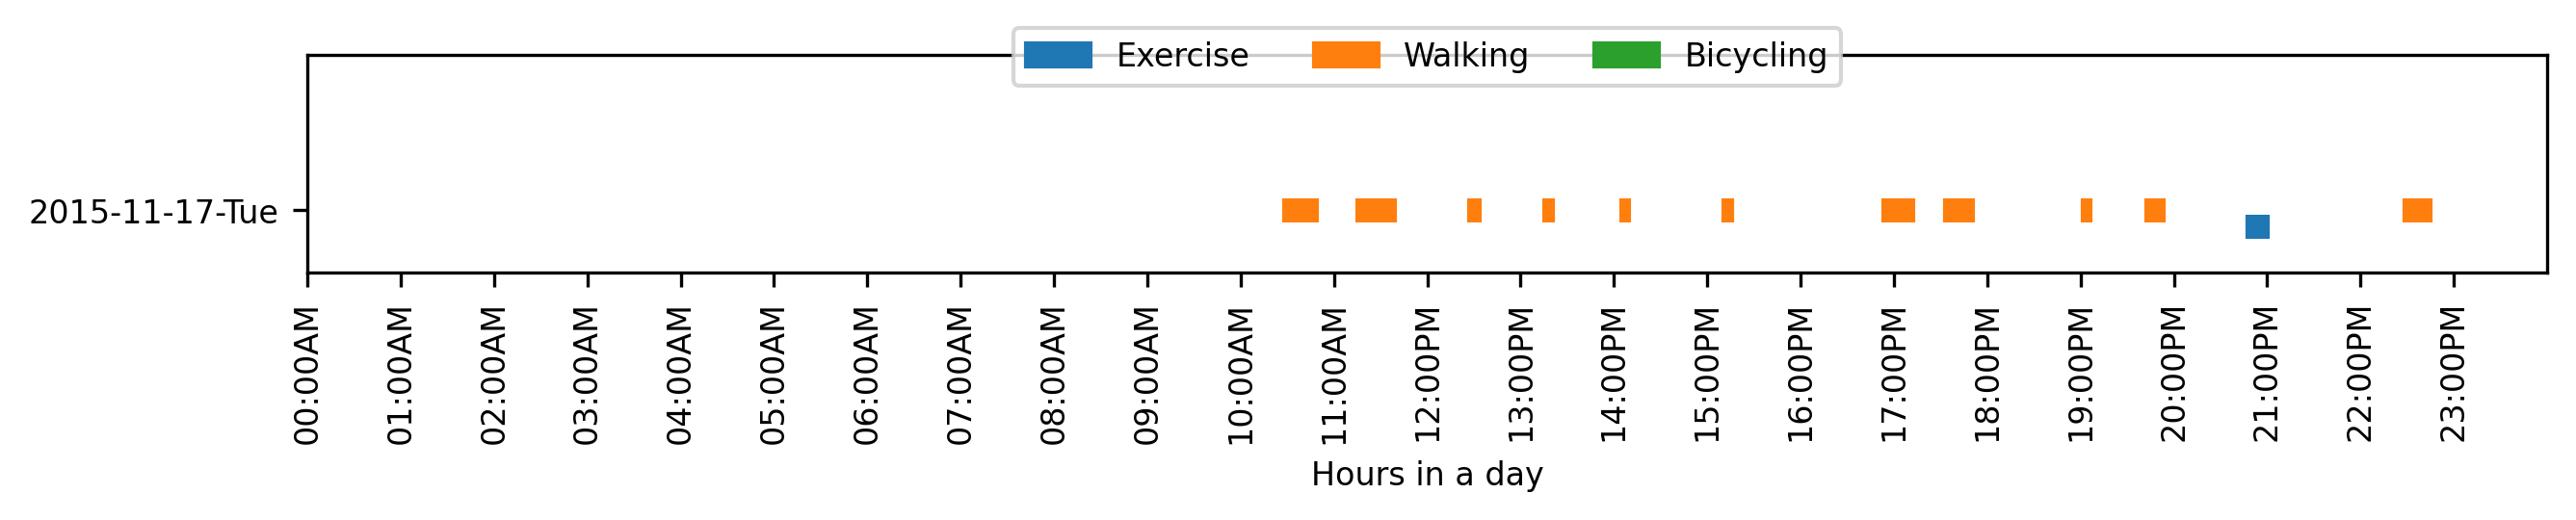 Exercise Walking Bicycling
2015-11-17-Tue
00:00AM
01:00AM
02:00AM
03:00AM
04:00AM
05:00AM
06:00AM
07:00AM
08:00AM
09:00AM
10:00AM
11:00AM
12:00PM
13:00PM
14:00PM
15:00PM
16:00PM
17:00PM
18:00PM
19:00PM
20:00PM
21:00PM
22:00PM
23:00PM
Hours in a day